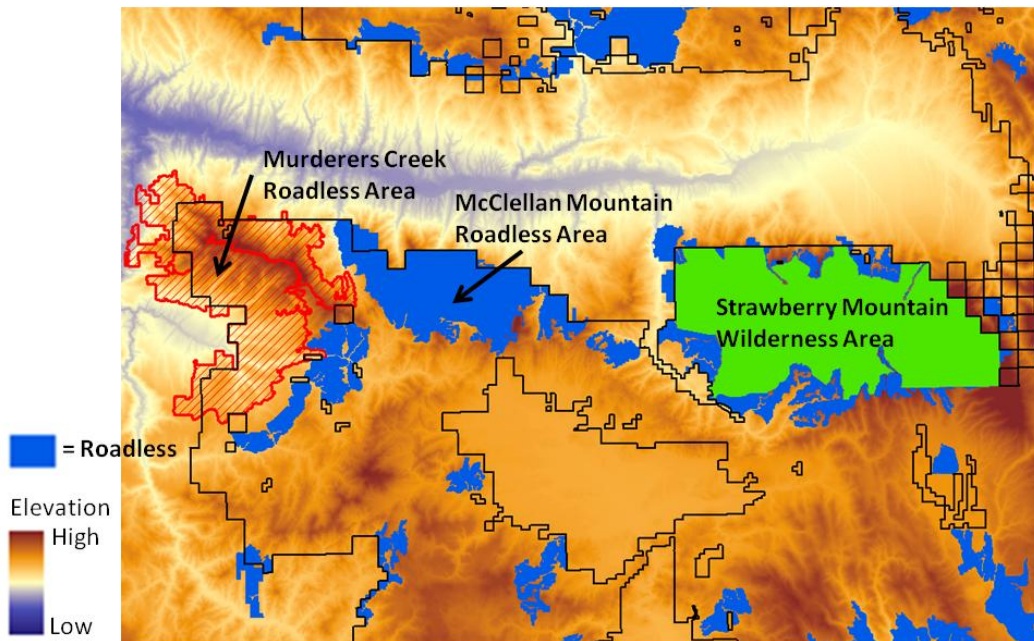 Murderers Creek
Roadless Area
McClellan Mountain
Roadless Area
Strawberry Mountain
Wilderness Area
= Roadless
Elevation
High
Low